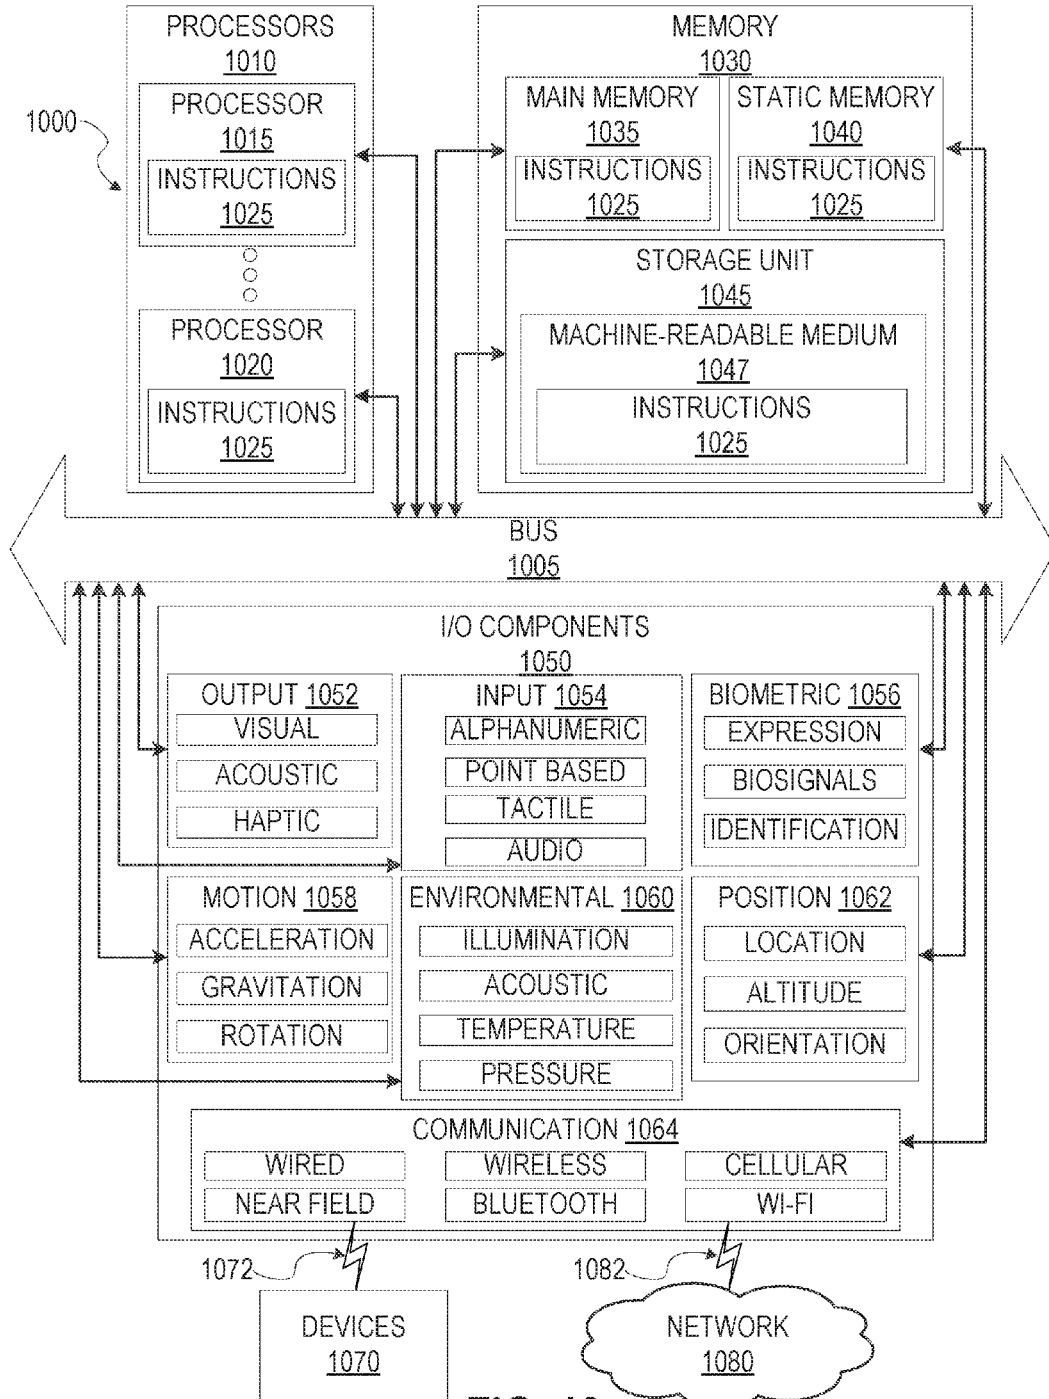 PROCESSORS
1010
PROCESSOR
1015
INSTRUCTIONS
1025
PROCESSOR
1020
INSTRUCTIONS
1025
1000
MEMORY
1030
MAIN MEMORY
1035
INSTRUCTIONS
1025
STATIC MEMORY
1040
INSTRUCTIONS
1025
STORAGE UNIT
1045
MACHINE-READABLE MEDIUM
1047
INSTRUCTIONS
1025
BUS
1005
I/O COMPONENTS
1050
OUTPUT 1052
VISUAL
ACOUSTIC
HAPTIC
INPUT 1054
ALPHANUMERIC
POINT BASED
TACTILE
AUDIO
BIOMETRIC 1056
EXPRESSION
BIOSIGNALS
IDENTIFICATION
MOTION 1058
ACCELERATION
GRAVITATION
ROTATION
ENVIRONMENTAL 1060
ILLUMINATION
ACOUSTIC
TEMPERATURE
PRESSURE
POSITION 1062
LOCATION
ALTITUDE
ORIENTATION
COMMUNICATION 1064
WIRED
WIRELESS
CELLULAR
NEAR FIELD
BLUETOOTH
WI-FI
1072
1082
DEVICES
1070
NETWORK
1080